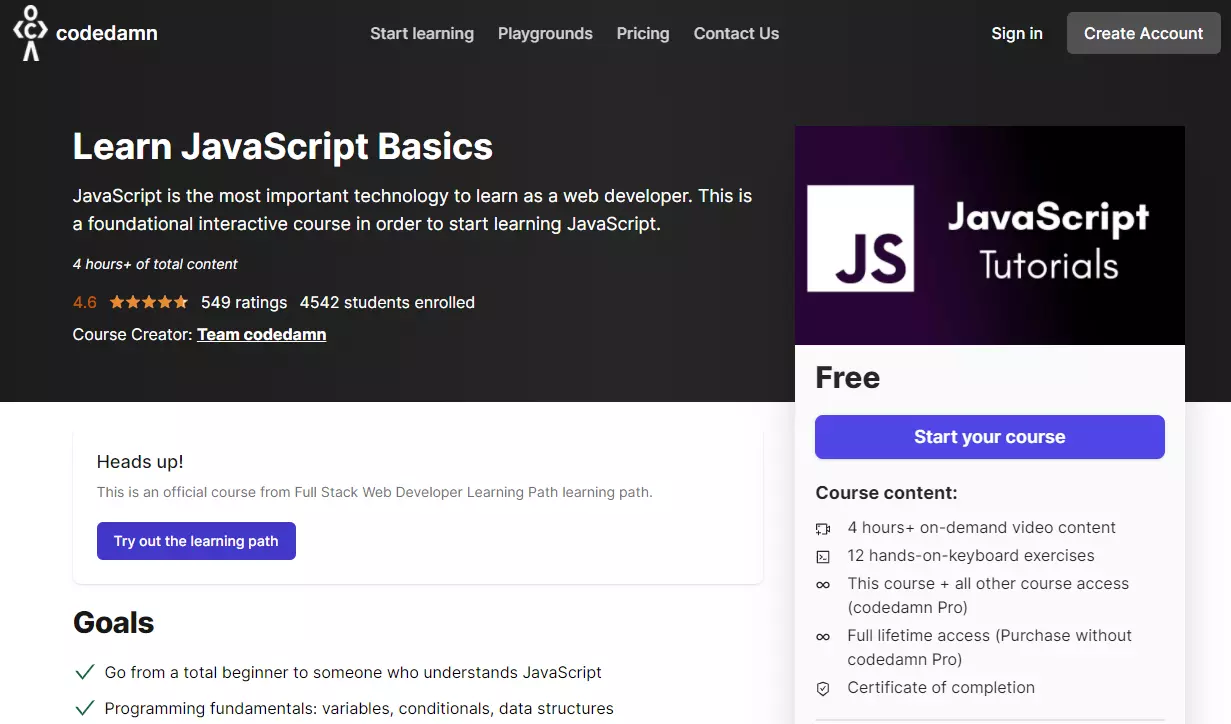 codedamn
Start learning
Playgrounds
Pricing
Contact Us
Sign in
Create Account
Learn JavaScript Basics
JavaScript is the most important technology to learn as a web developer. This is
a foundational interactive course in order to start learning JavaScript.
4 hours+ of total content
4.6 549 ratings 4542 students enrolled
Course Creator: Team codedamn
JS
JavaScript
Tutorials
Free
Start your course
Course content:
4 hours+ on-demand video content
12 hands-on-keyboard exercises
This course + all other course access
(codedamn Pro)
Full lifetime access (Purchase without
codedamn Pro)
Certificate of completion
Heads up!
This is an official course from Full Stack Web Developer Learning Path learning path.
Try out the learning path
Goals
Go from a total beginner to someone who understands JavaScript
Programming fundamentals: variables, conditionals, data structures